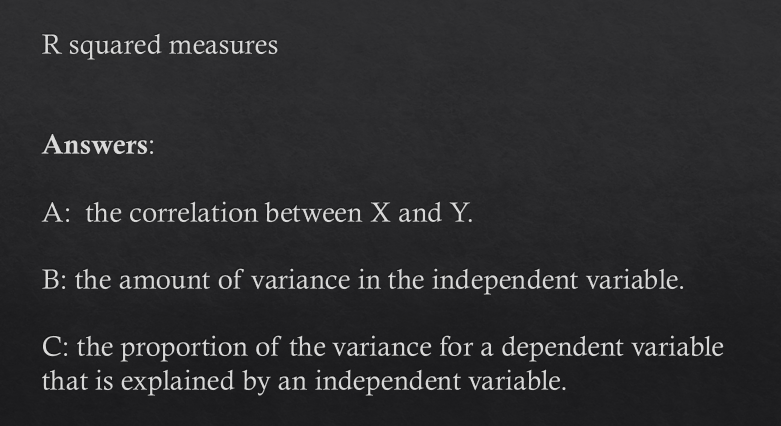 R squared measures
Answers:
A:  the correlation between X and Y.
B: the amount of variance in the independent variable.
C: the proportion of the variance for a dependent variable
that is explained by an independent variable.